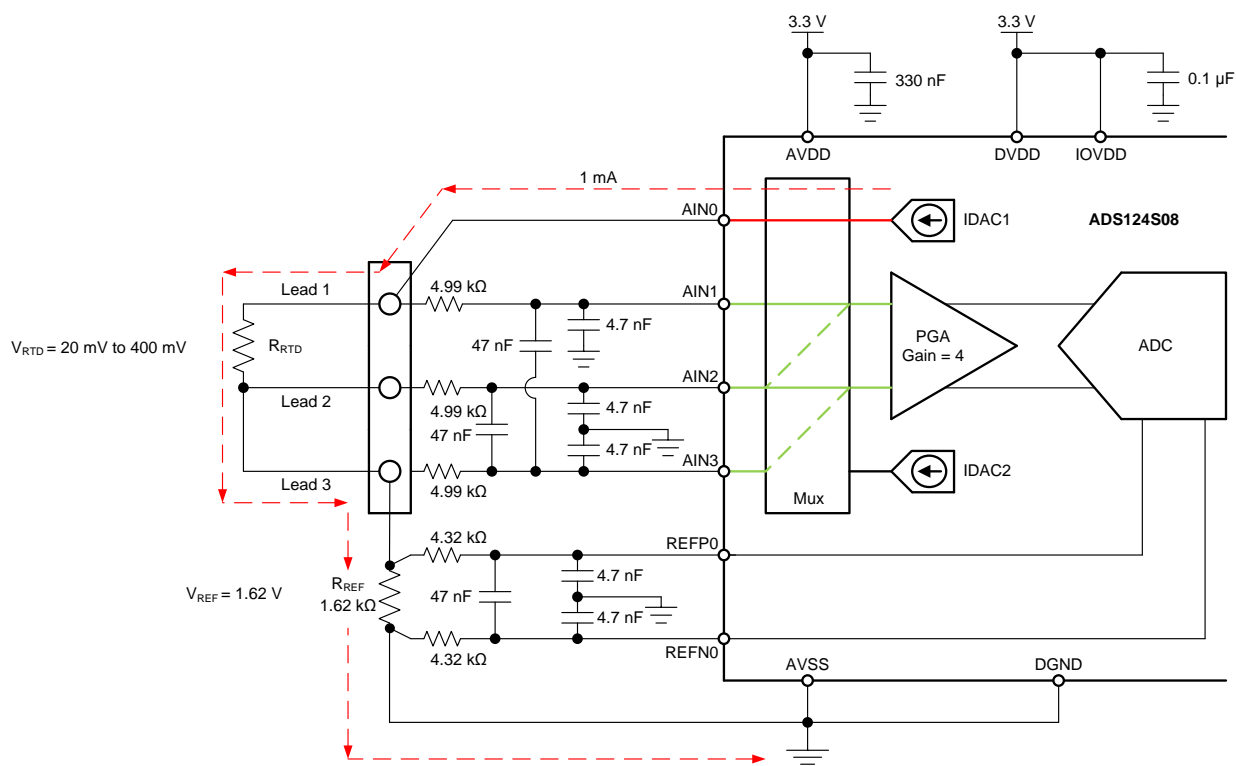 3.3 V
3.3 V
330 nF
0.1 µF
AVDD
DVDD
IOVDD
1 mA
AIN0
IDAC1
ADS124S08
Lead 1
4.99 kΩ
AIN1
4.7 nF
47 nF
VRTD = 20 mV to 400 mV
RRTD
PGA
Gain = 4
ADC
Lead 2
4.99 kΩ
AIN2
4.7 nF
47 nF
4.7 nF
Lead 3
4.99 kΩ
AIN3
IDAC2
Mux
4.32 kΩ
REFP0
VREF = 1.62 V
RREF
1.62 kΩ
47 nF
4.7 nF
4.7 nF
4.32 kΩ
REFN0
AVSS
DGND